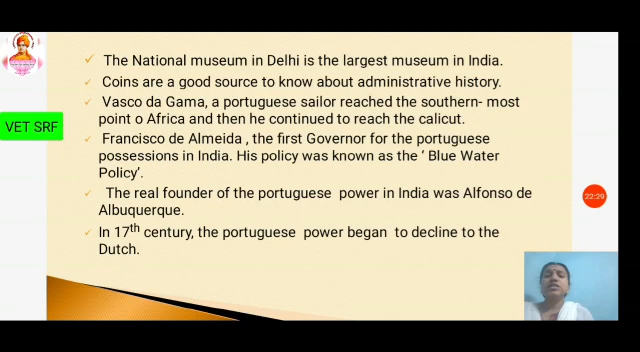 The National museum in Delhi is the largest museum in India.
Coins are a good source to know about administrative history.
Vasco da Gama, a portuguese sailor reached the southern- most
point o Africa and then he continued to reach the calicut.
VET SRF
Francisco de Almeida , the first Governor for the portuguese
possessions in India. His policy was known as the ‘ Blue Water
Policy’.
The real founder of the portuguese power in India was Alfonso de
Albuquerque.
22:29
In 17th century, the portuguese power began to decline to the
Dutch.